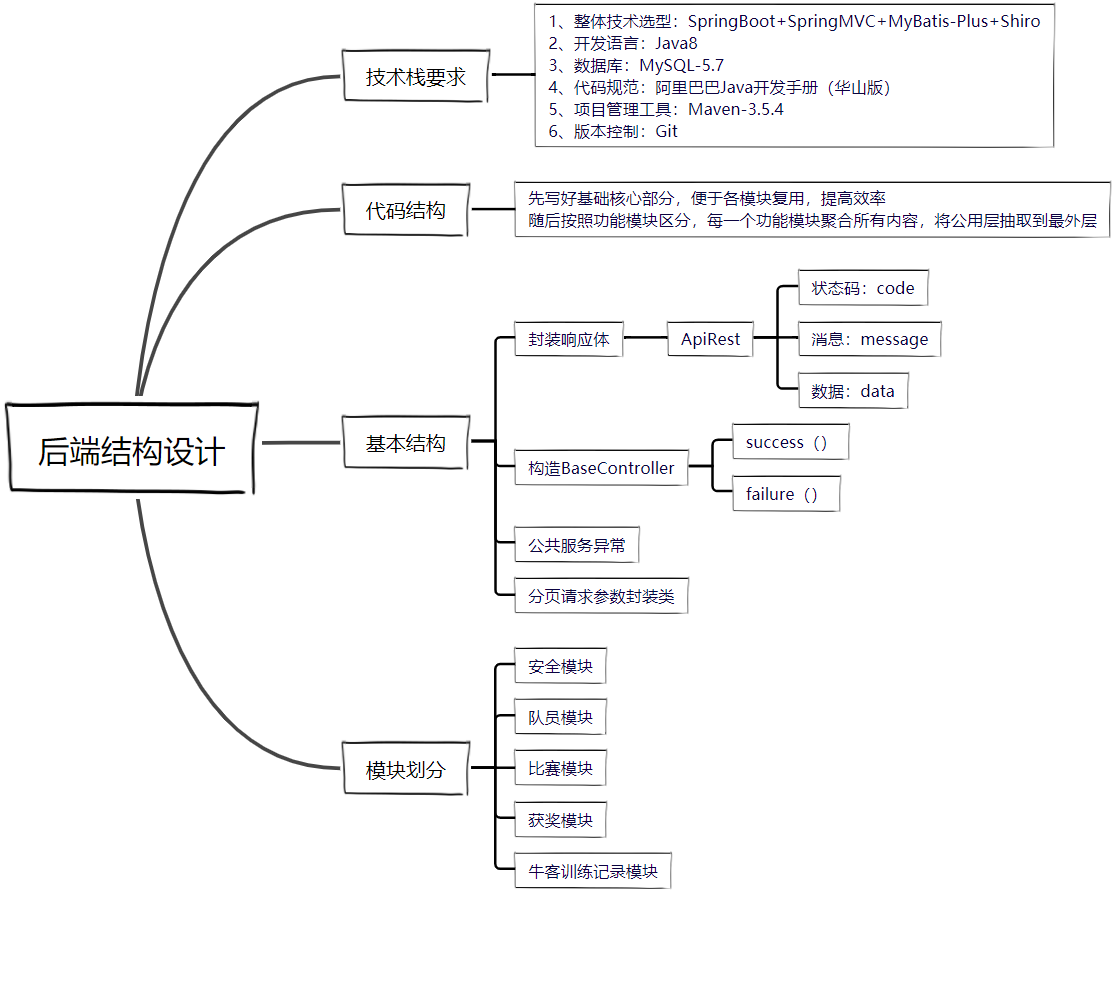 后端结构设计
技术栈要求
1、整体技术选型：SpringBoot+SpringMVC+MyBatis-Plus+Shiro
2、开发语言：Java8
3、数据库：MySQL-5.7
4、代码规范：阿里巴巴Java开发手册（华山版）
5、项目管理工具：Maven-3.5.4
6、版本控制：Git
代码结构
先写好基础核心部分，便于各模块复用，提高效率
随后按照功能模块区分，每一个功能模块聚合所有内容，将公用层抽取到最外层
基本结构
封装响应体
ApiRest
状态码：code
消息：message
数据：data
构造BaseController
success（）
failure（）
公共服务异常
分页请求参数封装类
模块划分
安全模块
队员模块
比赛模块
获奖模块
牛客训练记录模块